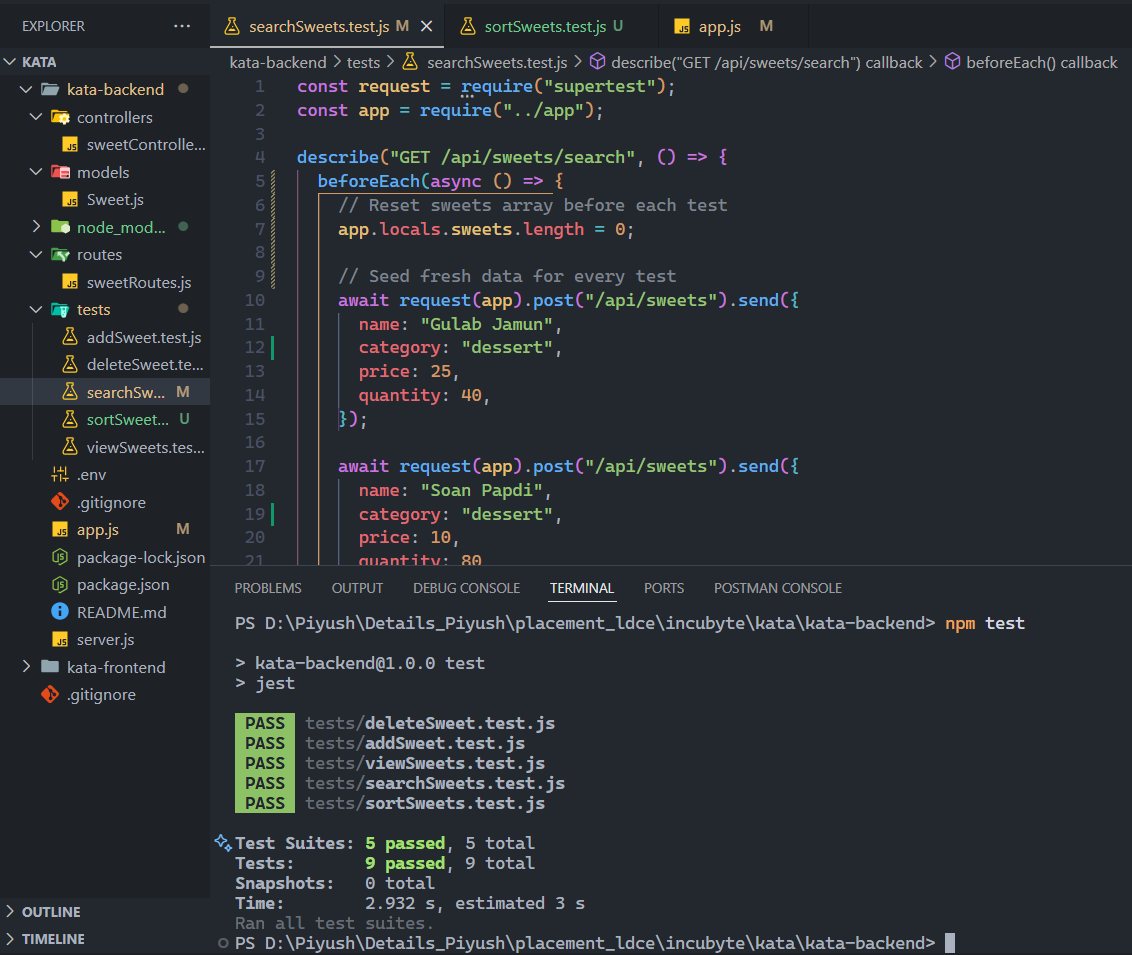 EXPLORER ...
KATA
kata-backend
controllers
sweetControlle...
models
Sweet.js
node_mod...
routes
sweetRoutes.js
tests
addSweet.test.js
deleteSweet.te...
searchSw... M
sortSweet... U
viewSweets.tes...
.env
.gitignore
app.js M
package-lock.json
package.json
README.md
server.js
kata-frontend
.gitignore
OUTLINE
TIMELINE
searchSweets.test.js M sortSweets.test.js U app.js M
kata-backend > tests > searchSweets.test.js > describe("GET /api/sweets/search") callback > beforeEach() callback
1 const request = require("supertest");
2 const app = require("../app");
3
4 describe("GET /api/sweets/search", () => {
5 beforeEach(async () => {
6 // Reset sweets array before each test
7 app.locals.sweets.length = 0;
8
9 // Seed fresh data for every test
10 await request(app).post("/api/sweets").send({
11 name: "Gulab Jamun",
12 category: "dessert",
13 price: 25,
14 quantity: 40,
15 });
16
17 await request(app).post("/api/sweets").send({
18 name: "Soan Papdi",
19 category: "dessert",
20 price: 10,
21 quantity: 80
PROBLEMS OUTPUT DEBUG CONSOLE TERMINAL PORTS POSTMAN CONSOLE
PS D:\Piyush\Details_Piyush\placement_ldce\incubyte\kata\kata-backend> npm test
> kata-backend@1.0.0 test
> jest
PASS tests/deleteSweet.test.js
PASS tests/addSweet.test.js
PASS tests/viewSweets.test.js
PASS tests/searchSweets.test.js
PASS tests/sortSweets.test.js
Test Suites: 5 passed, 5 total
Tests: 9 passed, 9 total
Snapshots: 0 total
Time: 2.932 s, estimated 3 s
Ran all test suites.
PS D:\Piyush\Details_Piyush\placement_ldce\incubyte\kata\kata-backend>